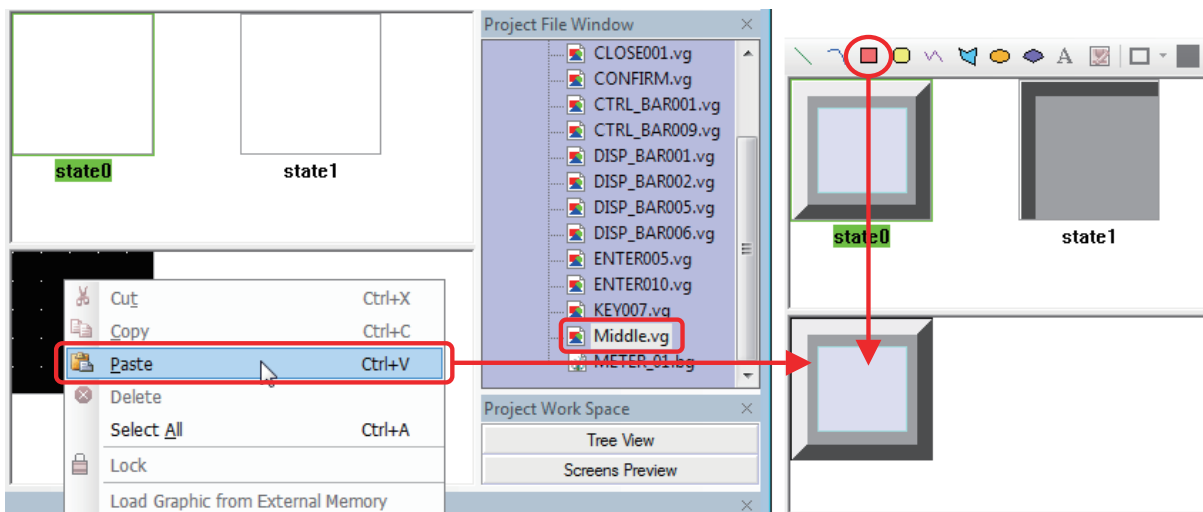 state0
state1
Cut Ctrl+X
Copy Ctrl+C
Paste Ctrl+V
Delete
Select All Ctrl+A
Lock
Load Graphic from External Memory
Project File Window
CLOSE001.vg
CONFIRM.vg
CTRL_BAR001.vg
CTRL_BAR009.vg
DISP_BAR001.vg
DISP_BAR002.vg
DISP_BAR005.vg
DISP_BAR006.vg
ENTER005.vg
ENTER010.vg
KEY007.vg
Middle.vg
METER_01.bg
Project Work Space
Tree View
Screens Preview
A
state0
state1